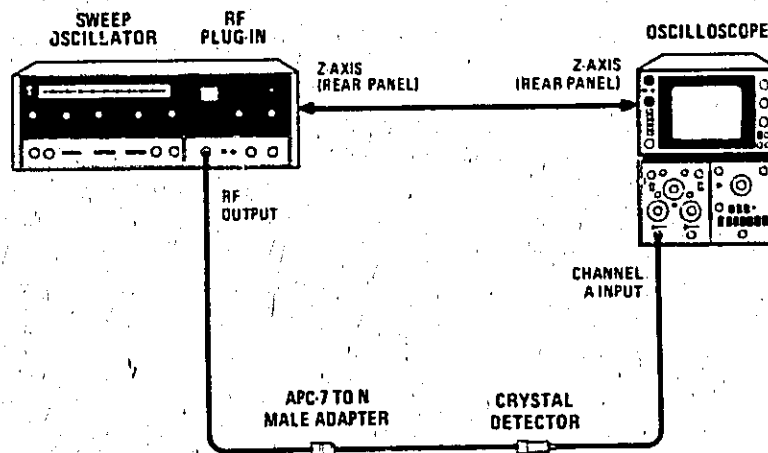 SWEEP
OSCILLATOR
RF
PLUG-IN
OSCILLOSCOPE
Z-AXIS
(REAR PANEL)
Z-AXIS
(REAR PANEL)
RF
OUTPUT
CHANNEL
A INPUT
APC-7 TO N
MALE ADAPTER
CRYSTAL
DETECTOR